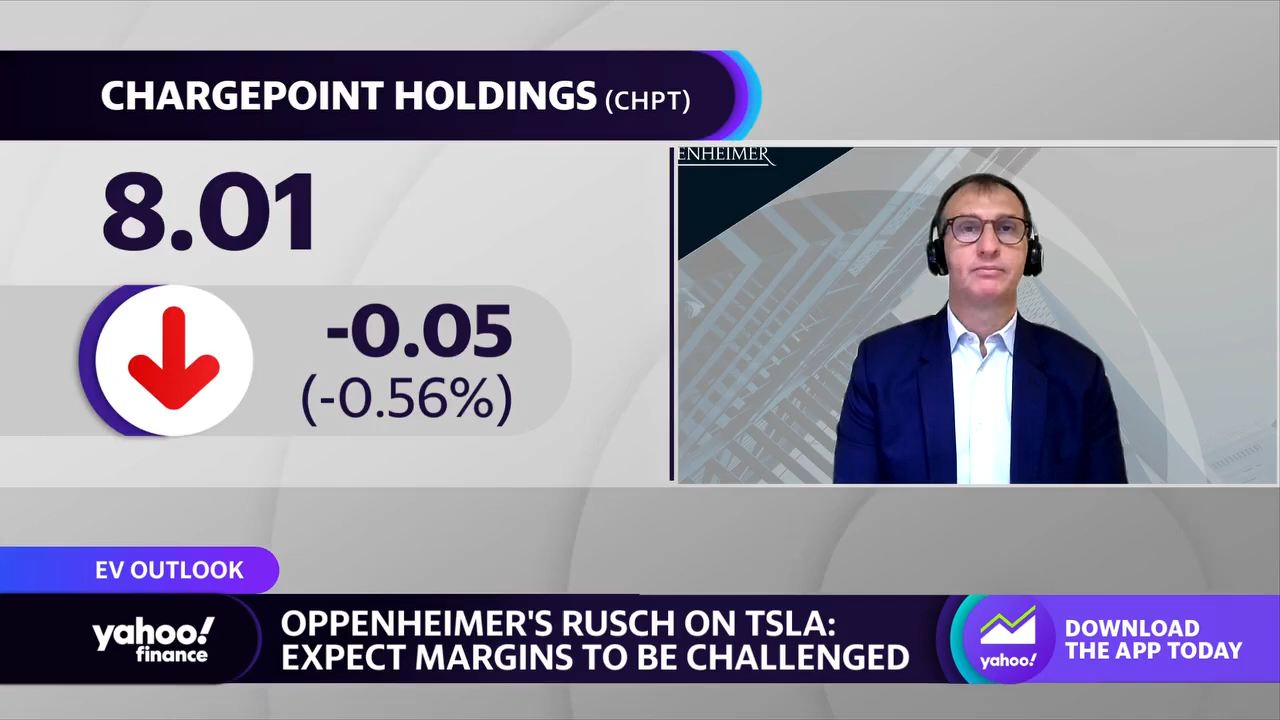 CHARGEPOINT HOLDINGS (CHPT)
8.01
-0.05
(-0.56%)
ENHEIMER
EV OUTLOOK
yahoo!
finance
OPPENHEIMER'S RUSCH ON TSLA:
EXPECT MARGINS TO BE CHALLENGED
yahoo!
DOWNLOAD
THE APP TODAY